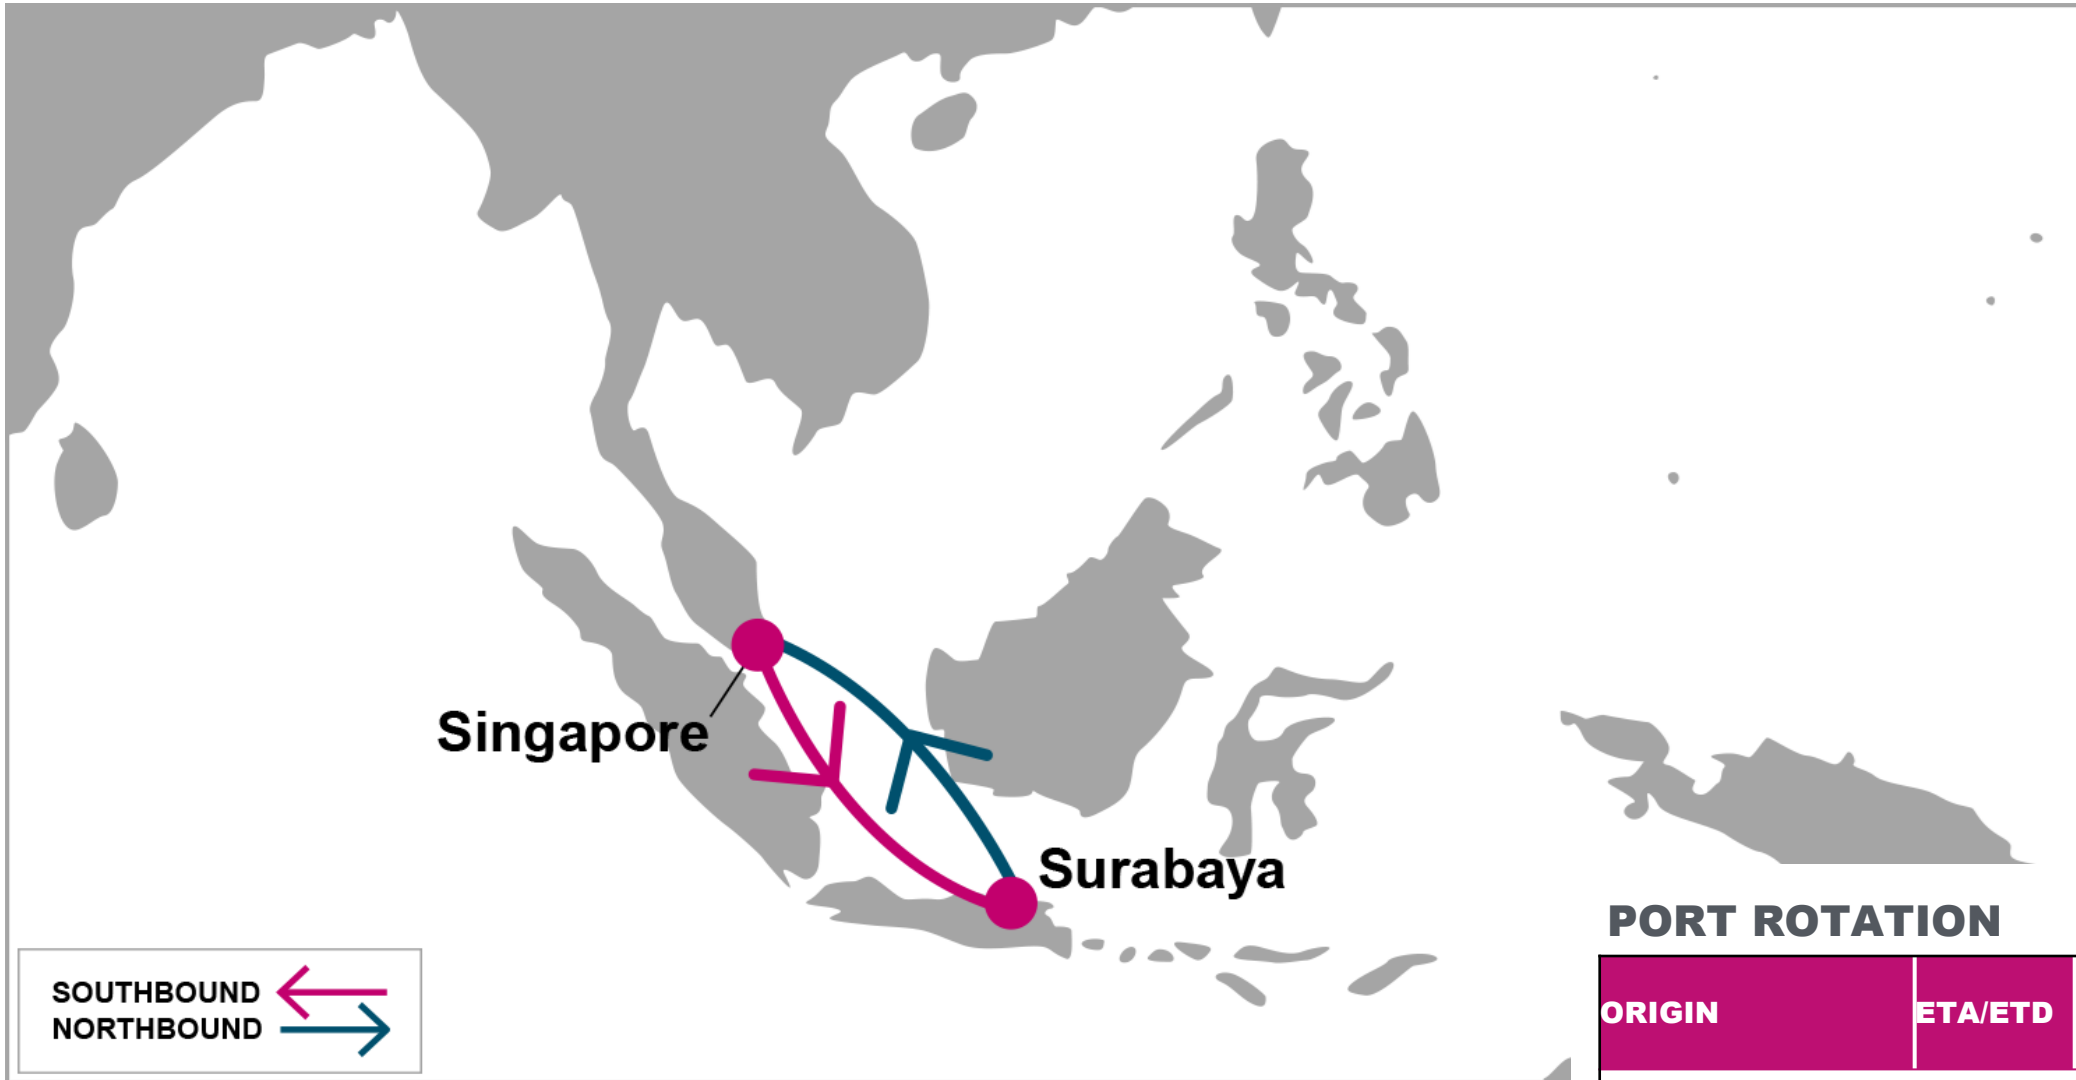 Singapore
Surabaya
SOUTHBOUND
NORTHBOUND
PORT ROTATION
ORIGIN
ETA/ETD